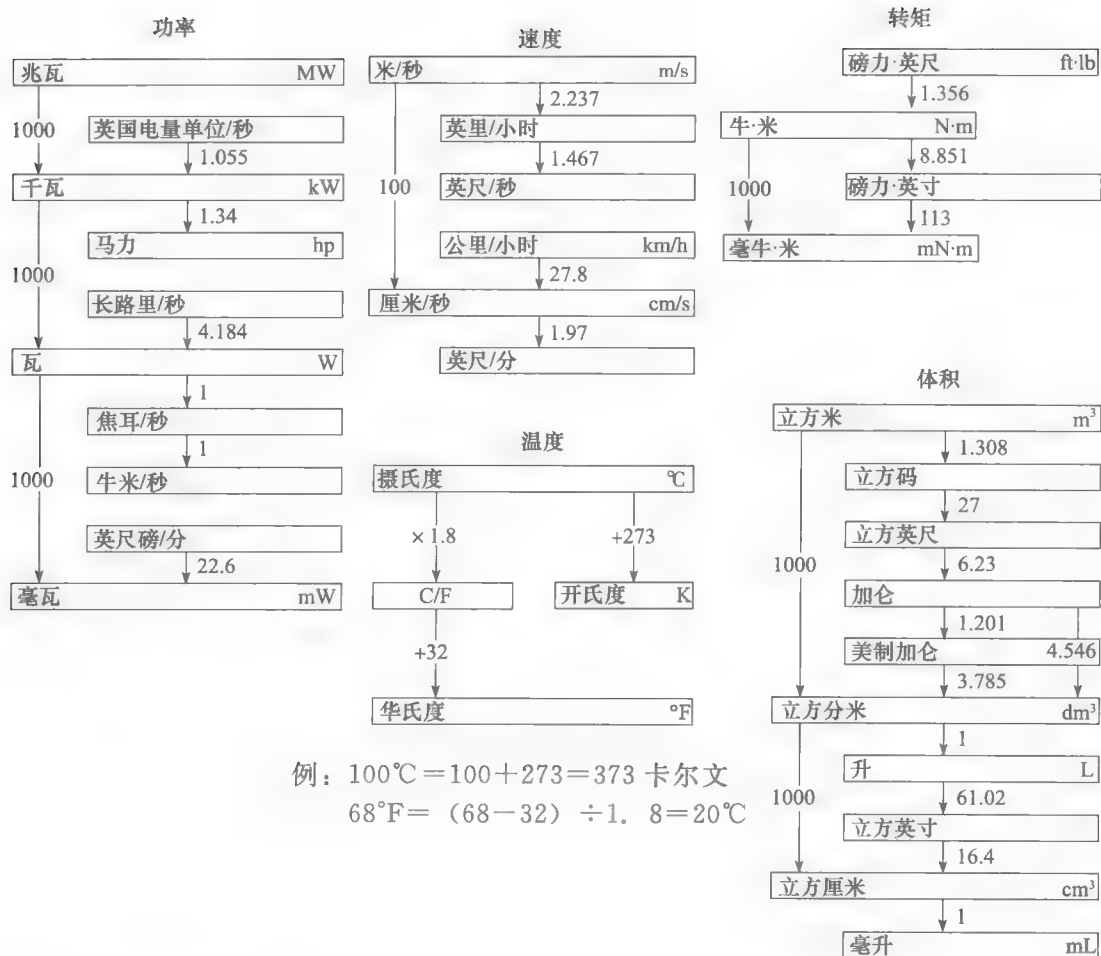 功率
兆瓦 MW
1000
英国电量单位/秒
1.055
千瓦 kW
1.34
马力 hp
1000
长路里/秒
4.184
瓦 W
1
焦耳/秒
1
1000
牛米/秒
英尺磅/分
22.6
毫瓦 mW
速度
米/秒 m/s
2.237
英里/小时
1.467
100
英尺/秒
公里/小时 km/h
27.8
厘米/秒 cm/s
1.97
英尺/分
温度
摄氏度 ℃
×1.8
+273
C/F
开氏度 K
+32
华氏度 °F
转矩
磅力·英尺 ft·lb
1.356
牛·米 N·m
8.851
1000
磅力·英寸
113
毫牛·米 mN·m
体积
立方米 m³
1.308
立方码
27
立方英尺
1000
6.23
加仑
1.201
美制加仑 4.546
3.785
立方分米 dm³
1
升 L
1000
61.02
立方英寸
16.4
立方厘米 cm³
1
毫升 mL
例：100℃＝100＋273＝373 卡尔文
68°F＝（68－32）÷1. 8＝20℃